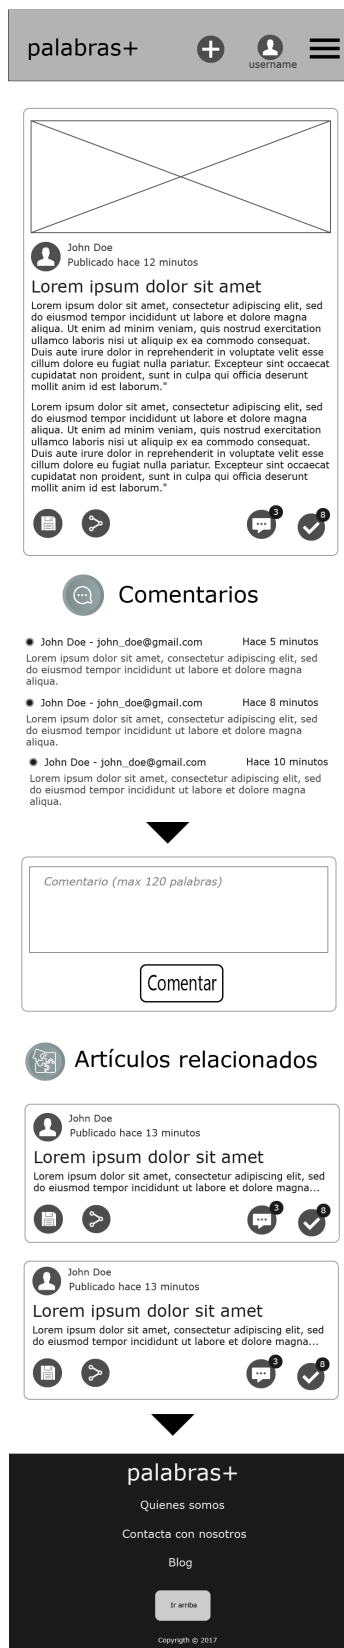 palabras+
username
John Doe
Publicado hace 12 minutos
Lorem ipsum dolor sit amet
Lorem ipsum dolor sit amet, consectetur adipiscing elit, sed
do eiusmod tempor incididunt ut labore et dolore magna
aliqua. Ut enim ad minim veniam, quis nostrud exercitation
ullamco laboris nisi ut aliquip ex ea commodo consequat.
Duis aute irure dolor in reprehenderit in voluptate velit esse
cillum dolore eu fugiat nulla pariatur. Excepteur sint occaecat
cupidatat non proident, sunt in culpa qui officia deserunt
mollit anim id est laborum."
Lorem ipsum dolor sit amet, consectetur adipiscing elit, sed
do eiusmod tempor incididunt ut labore et dolore magna
aliqua. Ut enim ad minim veniam, quis nostrud exercitation
ullamco laboris nisi ut aliquip ex ea commodo consequat.
Duis aute irure dolor in reprehenderit in voluptate velit esse
cillum dolore eu fugiat nulla pariatur. Excepteur sint occaecat
cupidatat non proident, sunt in culpa qui officia deserunt
mollit anim id est laborum."
3 8
Comentarios
John Doe - john_doe@gmail.com Hace 5 minutos
Lorem ipsum dolor sit amet, consectetur adipiscing elit, sed
do eiusmod tempor incididunt ut labore et dolore magna
aliqua.
John Doe - john_doe@gmail.com Hace 8 minutos
Lorem ipsum dolor sit amet, consectetur adipiscing elit, sed
do eiusmod tempor incididunt ut labore et dolore magna
aliqua.
John Doe - john_doe@gmail.com Hace 10 minutos
Lorem ipsum dolor sit amet, consectetur adipiscing elit, sed
do eiusmod tempor incididunt ut labore et dolore magna
aliqua.
Comentario (max 120 palabras)
Comentar
Artículos relacionados
John Doe
Publicado hace 13 minutos
Lorem ipsum dolor sit amet
Lorem ipsum dolor sit amet, consectetur adipiscing elit, sed
do eiusmod tempor incididunt ut labore et dolore magna...
3 8
John Doe
Publicado hace 13 minutos
Lorem ipsum dolor sit amet
Lorem ipsum dolor sit amet, consectetur adipiscing elit, sed
do eiusmod tempor incididunt ut labore et dolore magna...
3 8
palabras+
Quienes somos
Contacta con nosotros
Blog
Ir arriba
Copyrigth © 2017